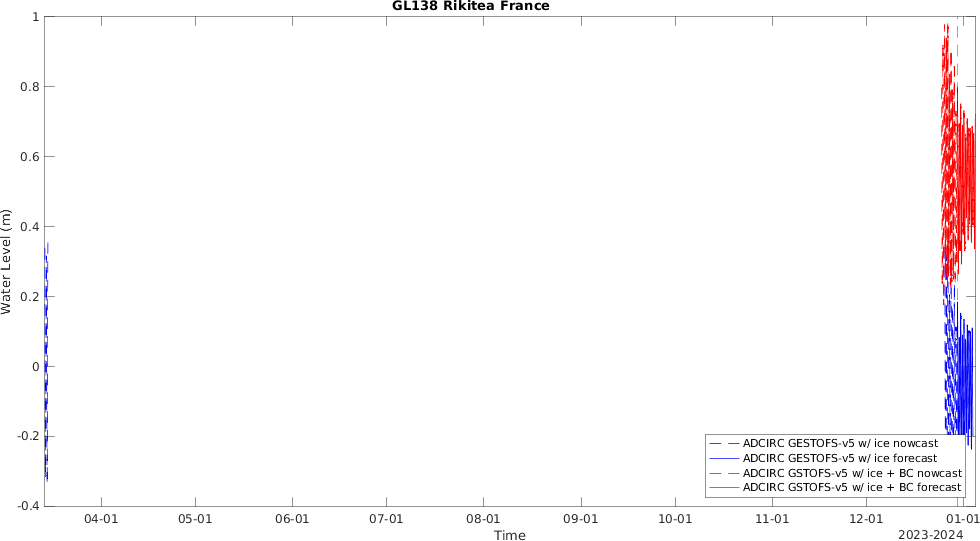 GL138 Rikitea France
1
0.8
0.6
0.4
0.2
0
-0.2
-0.4
Water Level (m)
04-01
05-01
06-01
07-01
08-01
09-01
10-01
11-01
12-01
01-01
Time
2023-2024
ADCIRC GESTOFS-v5 w/ ice nowcast
ADCIRC GESTOFS-v5 w/ ice forecast
ADCIRC GSTOFS-v5 w/ ice + BC nowcast
ADCIRC GSTOFS-v5 w/ ice + BC forecast